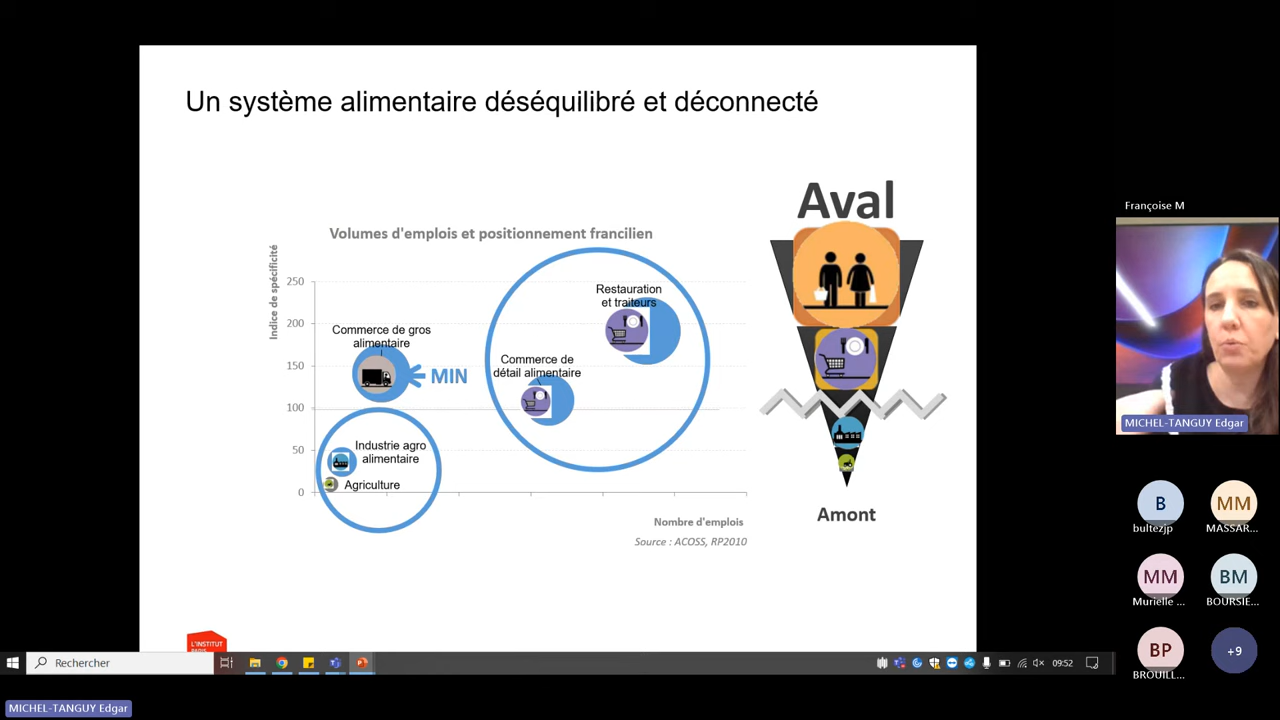 Un système alimentaire déséquilibré et déconnecté
Volumes d'emplois et positionnement francilien
Indice de spécificité
250
200
150
100
50
0
Restauration
et traiteurs
Commerce de gros
alimentaire
MIN
Commerce de
détail alimentaire
Industrie agro
alimentaire
Agriculture
Nombre d'emplois
Source : ACOSS, RP2010
Aval
Amont
L'INSTITUT
PARIS
Françoise M
MICHEL-TANGUY Edgar
B
bultezjp
MM
MASSAR...
MM
Murielle ...
BM
BOURSIE...
BP
BROUILL...
+9
Rechercher
09:52
MICHEL-TANGUY Edgar